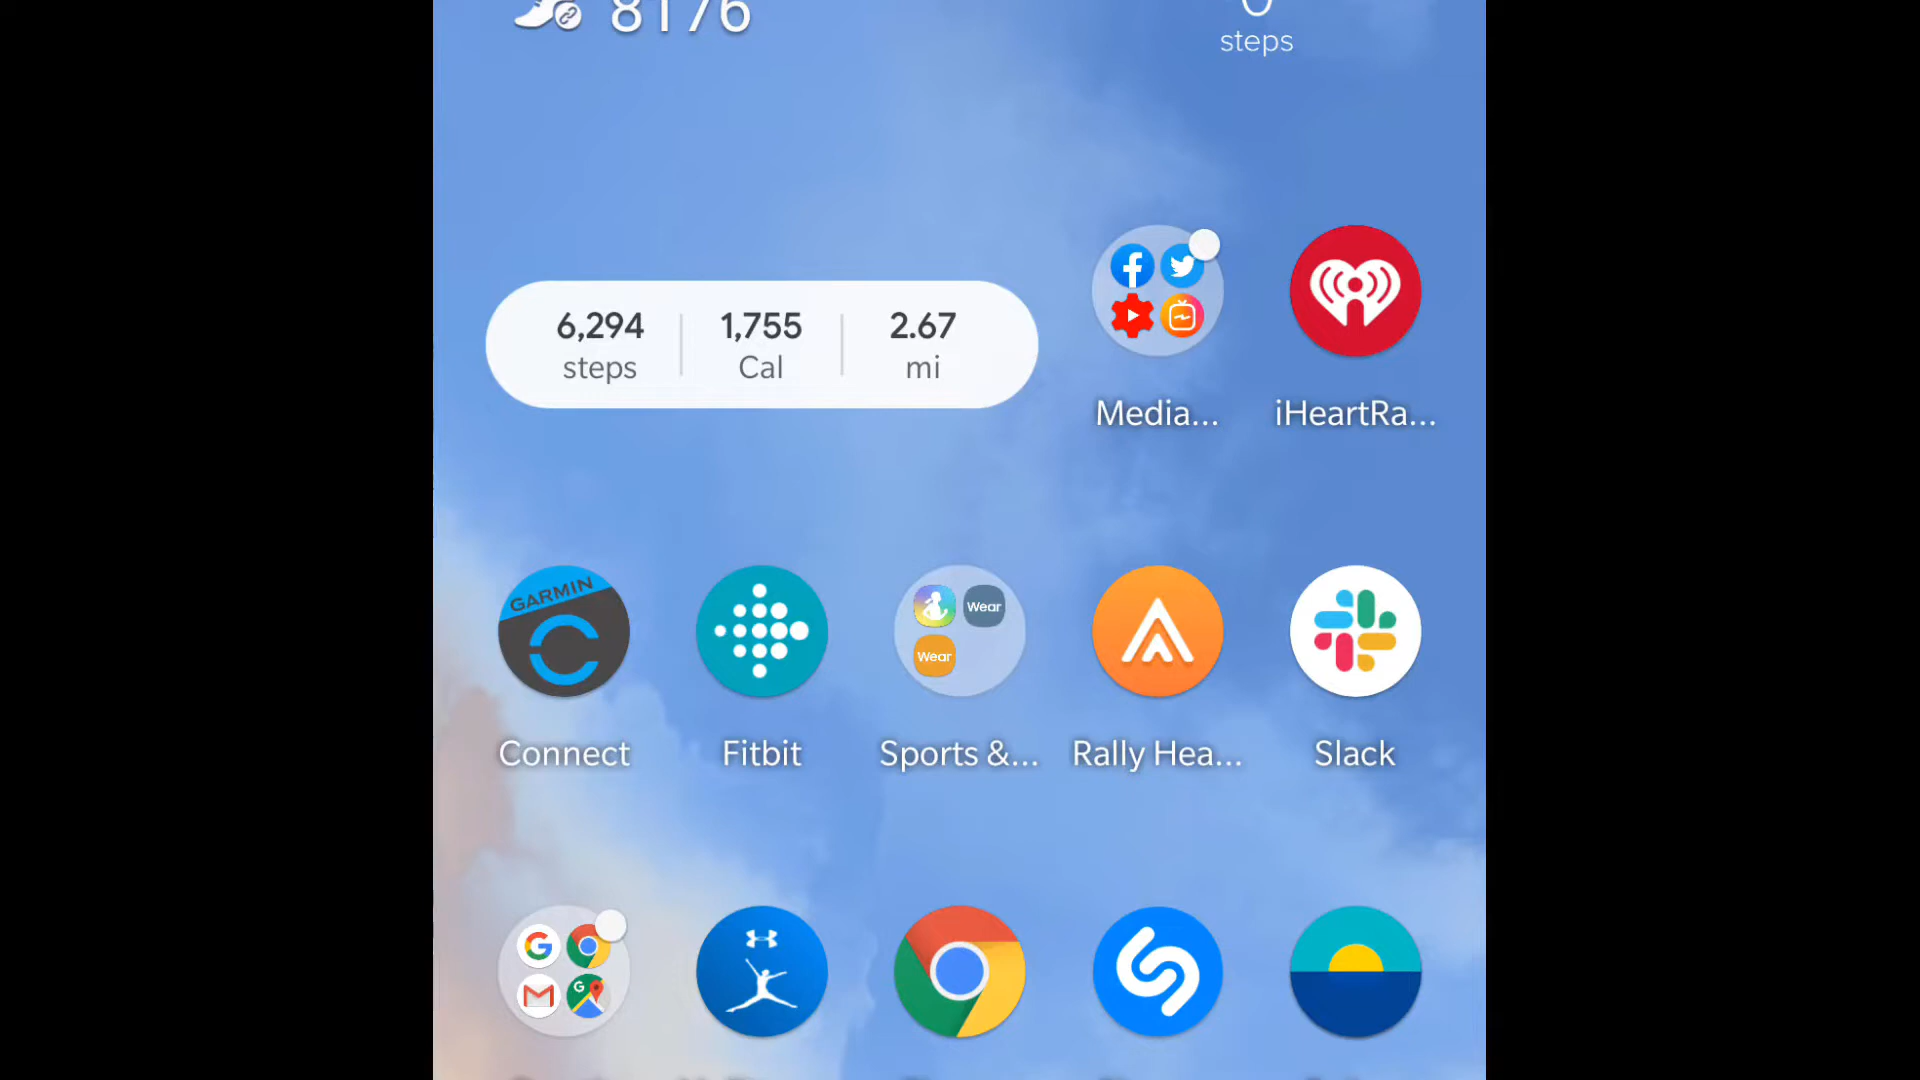 8176
steps
6,294 1,755 2.67
steps Cal mi
Media... iHeartRa...
GARMIN
Wear
Wear
Connect Fitbit Sports &... Rally Hea... Slack